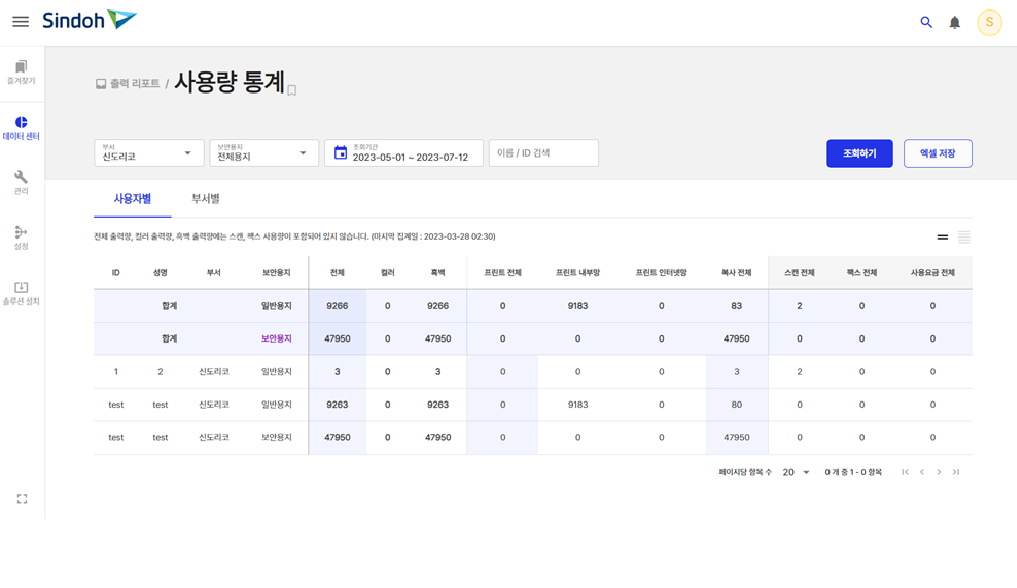 Sindoh
S
즐겨찾기
데이터 센터
관리
설정
솔루션 설치
출력 리포트 / 사용량 통계
부서
신도리코
보안용지
전체용지
조회기간
2023-05-01 ~ 2023-07-12
이름 / ID 검색
조회하기
엑셀 저장
사용자별 부서별
전체 출력량, 컬러 출력량, 흑백 출력량에는 스캔, 팩스 사용량이 포함되어 있지 않습니다. (마지막 집계일 : 2023-03-28 02:30)
ID 성명 부서 보안용지 전체 컬러 흑백 프린트 전체 프린트 내부망 프린트 인터넷망 복사 전체 스캔 전체 팩스 전체 사용요금 전체
합계 일반용지 9266 0 9266 0 9183 0 83 2 0 0
합계 보안용지 47950 0 47950 0 0 0 47950 0 0 0
1 2 신도리코 일반용지 3 0 3 0 0 0 3 2 0 0
test test 신도리코 일반용지 9263 0 9263 0 9183 0 80 0 0 0
test test 신도리코 보안용지 47950 0 47950 0 0 0 47950 0 0 0
페이지당 항목 수 20 0 개 중 1 - 0 항목